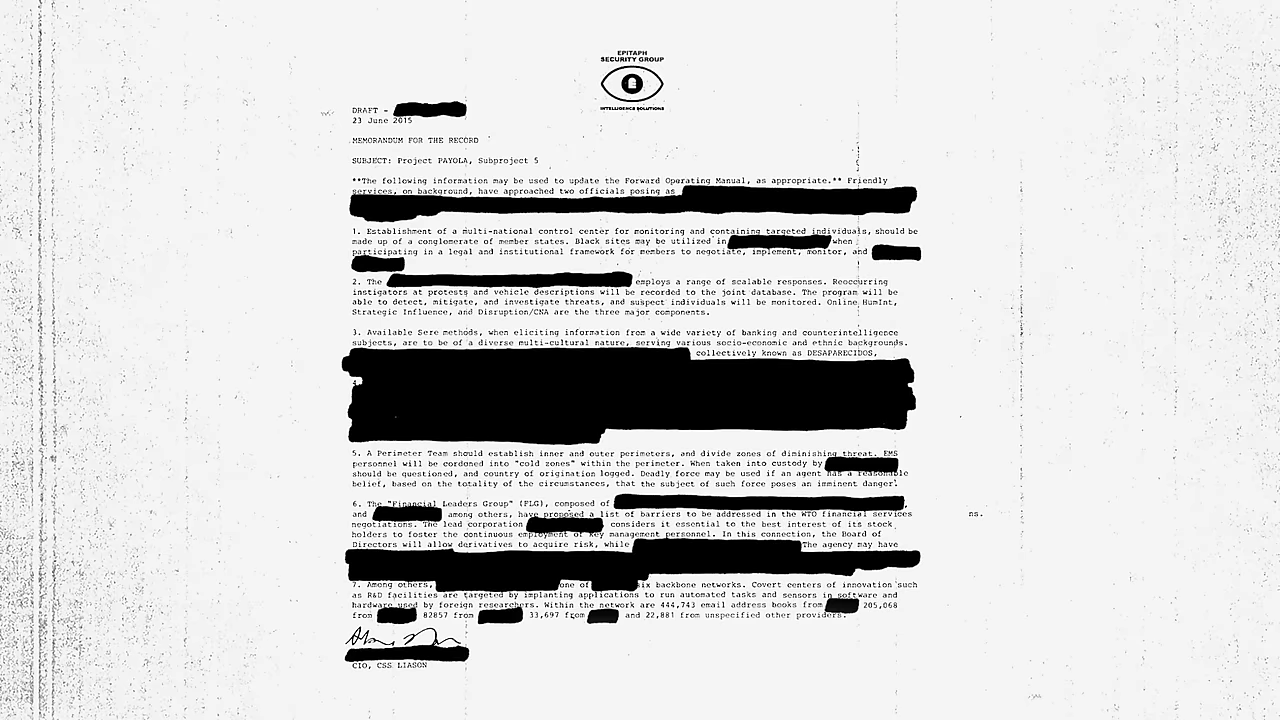 EPITAPH
SECURITY GROUP
INTELLIGENCE SOLUTIONS
DRAFT -
23 June 2015
MEMORANDUM FOR THE RECORD
SUBJECT: Project PAYOLA, Subproject 5
**The following information may be used to update the Forward Operating Manual, as appropriate.** Friendly
services, on background, have approached two officials posing as
1. Establishment of a multi-national control center for monitoring and containing targeted individuals, should be
made up of a conglomerate of member states. Black sites may be utilized in when
participating in a legal and institutional framework for members to negotiate, implement, monitor, and
2. The employs a range of scalable responses. Reoccurring
instigators at protests and vehicle descriptions will be recorded to the joint database. The program will be
able to detect, mitigate, and investigate threats, and suspect individuals will be monitored. Online HumInt,
Strategic Influence, and Disruption/CNA are the three major components.
3. Available Sere methods, when eliciting information from a wide variety of banking and counterintelligence
subjects, are to be of a diverse multi-cultural nature, serving various socio-economic and ethnic backgrounds.
collectively known as DESAPARECIDOS,
4
5. A Perimeter Team should establish inner and outer perimeters, and divide zones of diminishing threat. EMS
personnel will be cordoned into "cold zones" within the perimeter. When taken into custody by
should be questioned, and country of origination logged. Deadly force may be used if an agent has a reasonable
belief, based on the totality of the circumstances, that the subject of such force poses an imminent danger.
6. The "Financial Leaders Group" (FLG), composed of ,
and among others, have proposed a list of barriers to be addressed in the WTO financial services ns.
negotiations. The lead corporation considers it essential to the best interest of its stock
holders to foster the continuous employment of key management personnel. In this connection, the Board of
Directors will allow derivatives to acquire risk, while The agency may have
7. Among others, one of six backbone networks. Covert centers of innovation such
as R&D facilities are targeted by implanting applications to run automated tasks and sensors in software and
hardware used by foreign researchers. Within the network are 444,743 email address books from 205,068
from 82857 from 33,697 from and 22,881 from unspecified other providers.
CIO, CSS LIASON